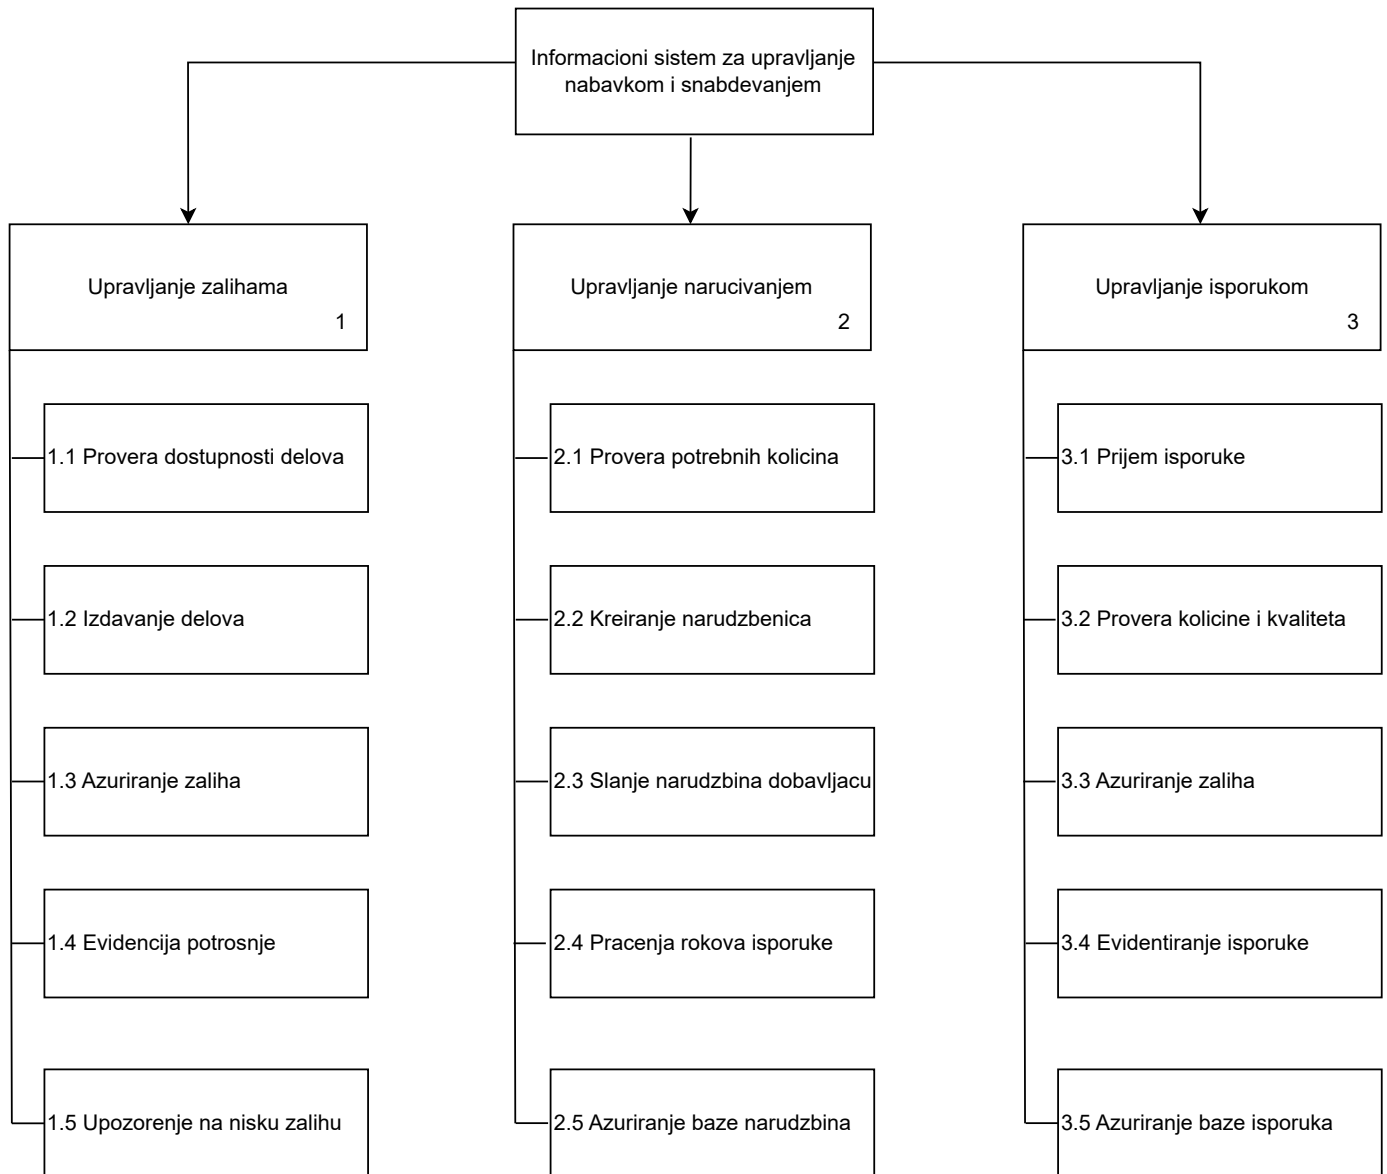 Informacioni sistem za upravljanje
nabavkom i snabdevanjem
Upravljanje zalihama
1
Upravljanje narucivanjem
2
Upravljanje isporukom
3
1.1 Provera dostupnosti delova
2.1 Provera potrebnih kolicina
3.1 Prijem isporuke
1.2 Izdavanje delova
2.2 Kreiranje narudzbenica
3.2 Provera kolicine i kvaliteta
1.3 Azuriranje zaliha
2.3 Slanje narudzbina dobavljacu
3.3 Azuriranje zaliha
1.4 Evidencija potrosnje
2.4 Pracenja rokova isporuke
3.4 Evidentiranje isporuke
1.5 Upozorenje na nisku zalihu
2.5 Azuriranje baze narudzbina
3.5 Azuriranje baze isporuka